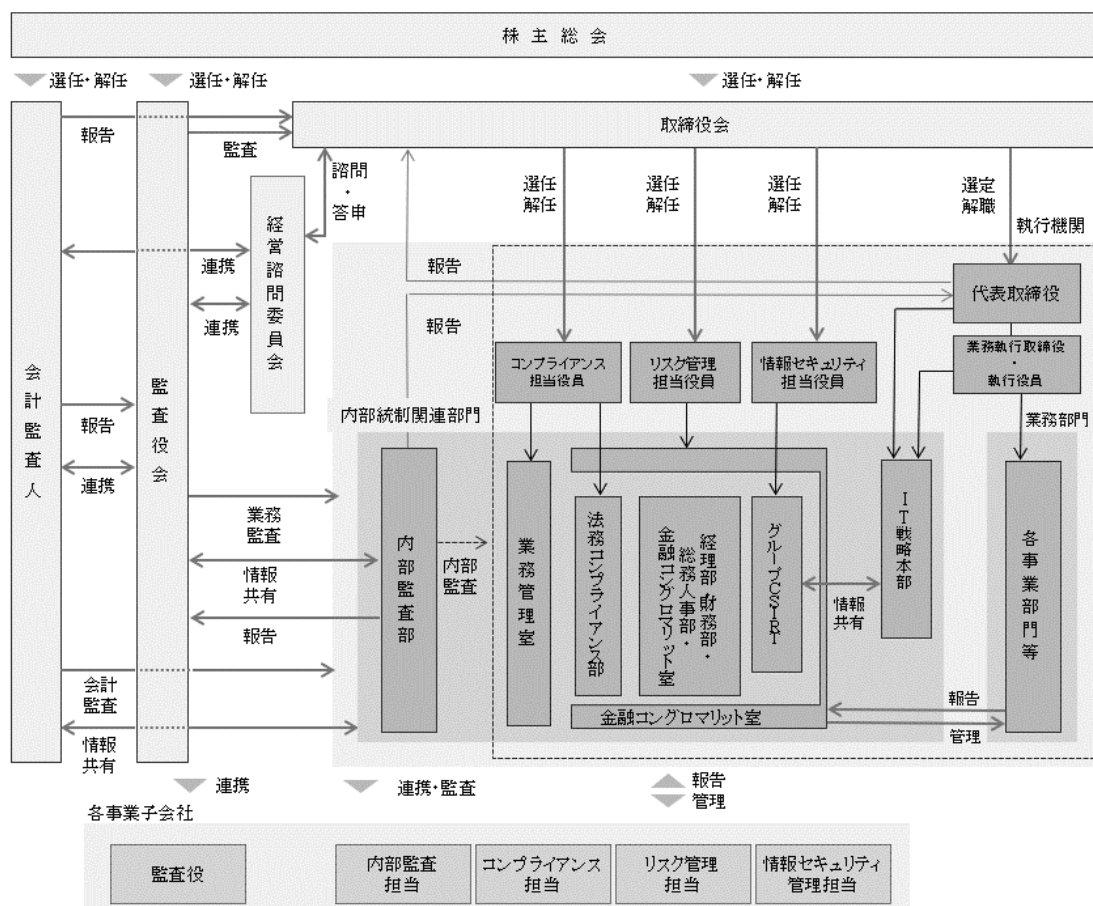 株主総会
選任・解任
選任・解任
選任・解任
取締役会
報告
監査
諮問・答申
選任
解任
選任
解任
選任
解任
選定
解職
執行機関
経営諮問委員会
連携
連携
報告
報告
代表取締役
業務執行取締役・
執行役員
コンプライアンス
担当役員
リスク管理
担当役員
情報セキュリティ
担当役員
会計監査人
監査役会
報告
連携
内部統制関連部門
業務部門
業務
監査
情報
共有
報告
会計
監査
情報
共有
内部監査部
内部
監査
業務管理室
法務コンプライアンス部
経理部・財務部・
総務人事部・
金融コングロマリット室
グループCSIRT
情報
共有
IT戦略本部
各事業部門等
金融コングロマリット室
報告
管理
連携
連携・監査
報告
管理
各事業子会社
監査役
内部監査
担当
コンプライアンス
担当
リスク管理
担当
情報セキュリティ
管理担当